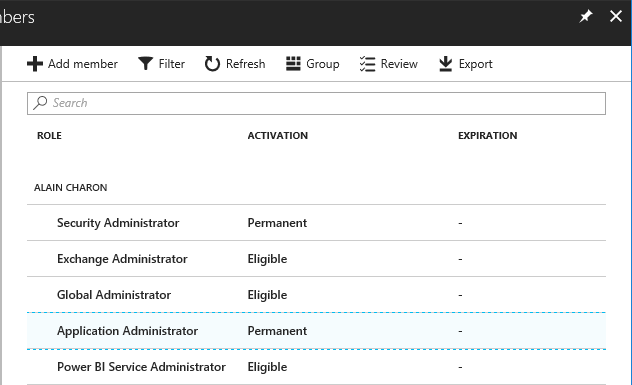 nbers
Add member Filter Refresh Group Review Export
Search
ROLE ACTIVATION EXPIRATION
ALAIN CHARON
Security Administrator Permanent -
Exchange Administrator Eligible -
Global Administrator Eligible -
Application Administrator Permanent -
Power BI Service Administrator Eligible -